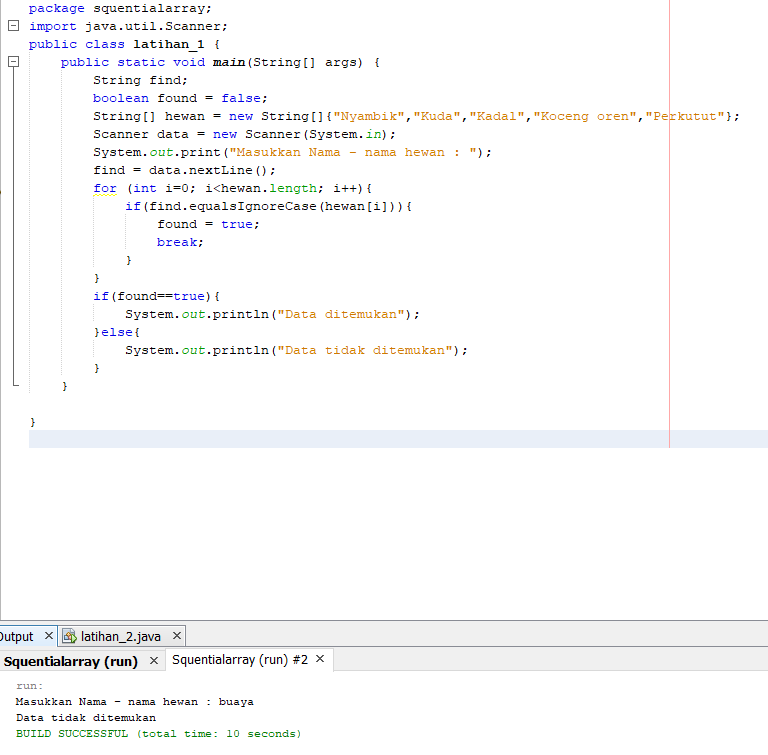 package squentialarray;
import java.util.Scanner;
public class latihan_1 {
public static void main(String[] args) {
String find;
boolean found = false;
String[] hewan = new String[]{"Nyambik","Kuda","Kadal","Koceng oren","Perkutut"};
Scanner data = new Scanner(System.in);
System.out.print("Masukkan Nama - nama hewan : ");
find = data.nextLine();
for (int i=0; i<hewan.length; i++){
if(find.equalsIgnoreCase(hewan[i])){
found = true;
break;
}
}
if(found==true){
System.out.println("Data ditemukan");
}else{
System.out.println("Data tidak ditemukan");
}
}
}
Output × latihan_2.java ×
Squentialarray (run) × Squentialarray (run) #2 ×
run:
Masukkan Nama - nama hewan : buaya
Data tidak ditemukan
BUILD SUCCESSFUL (total time: 10 seconds)